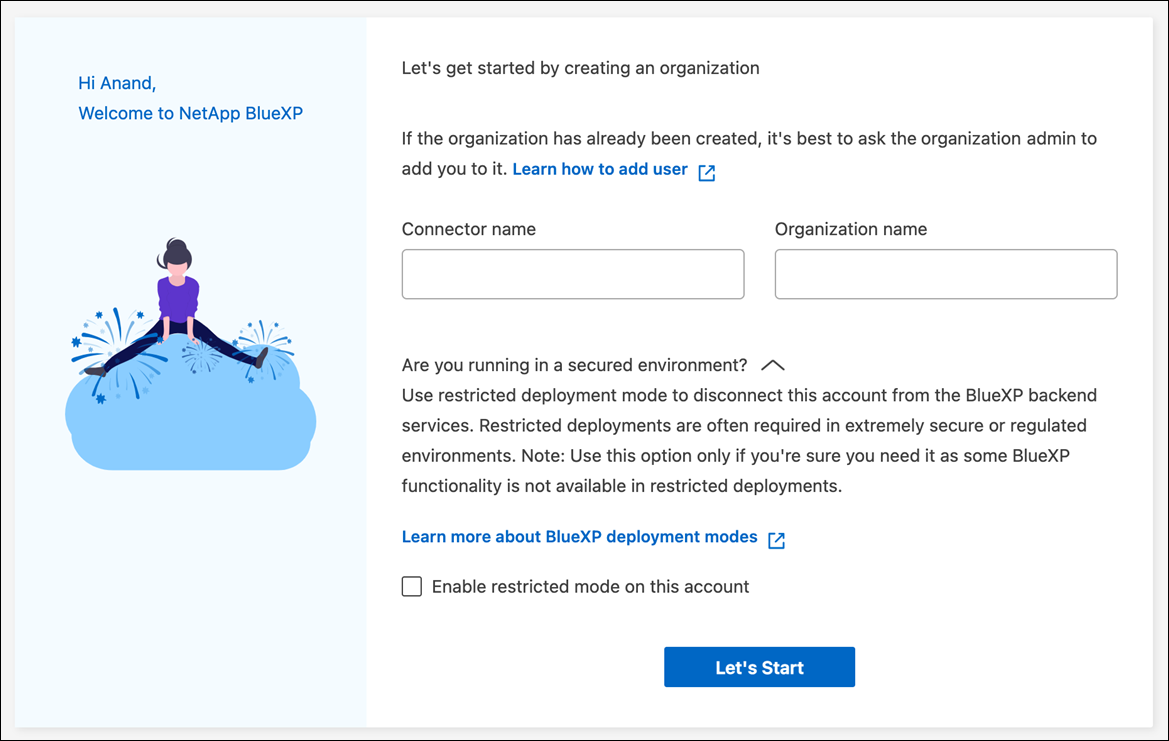 Hi Anand,
Welcome to NetApp BlueXP
Let's get started by creating an organization
If the organization has already been created, it's best to ask the organization admin to
add you to it. Learn how to add user
Connector name
Organization name
Are you running in a secured environment?
Use restricted deployment mode to disconnect this account from the BlueXP backend
services. Restricted deployments are often required in extremely secure or regulated
environments. Note: Use this option only if you're sure you need it as some BlueXP
functionality is not available in restricted deployments.
Learn more about BlueXP deployment modes
Enable restricted mode on this account
Let's Start